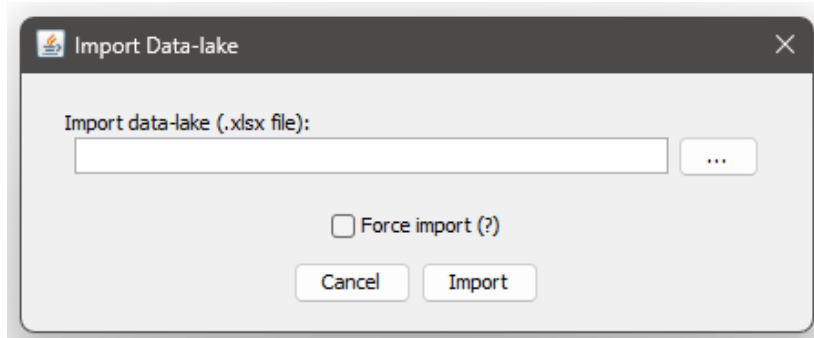 Import Data-lake
Import data-lake (.xlsx file):
...
Force import (?)
Cancel Import